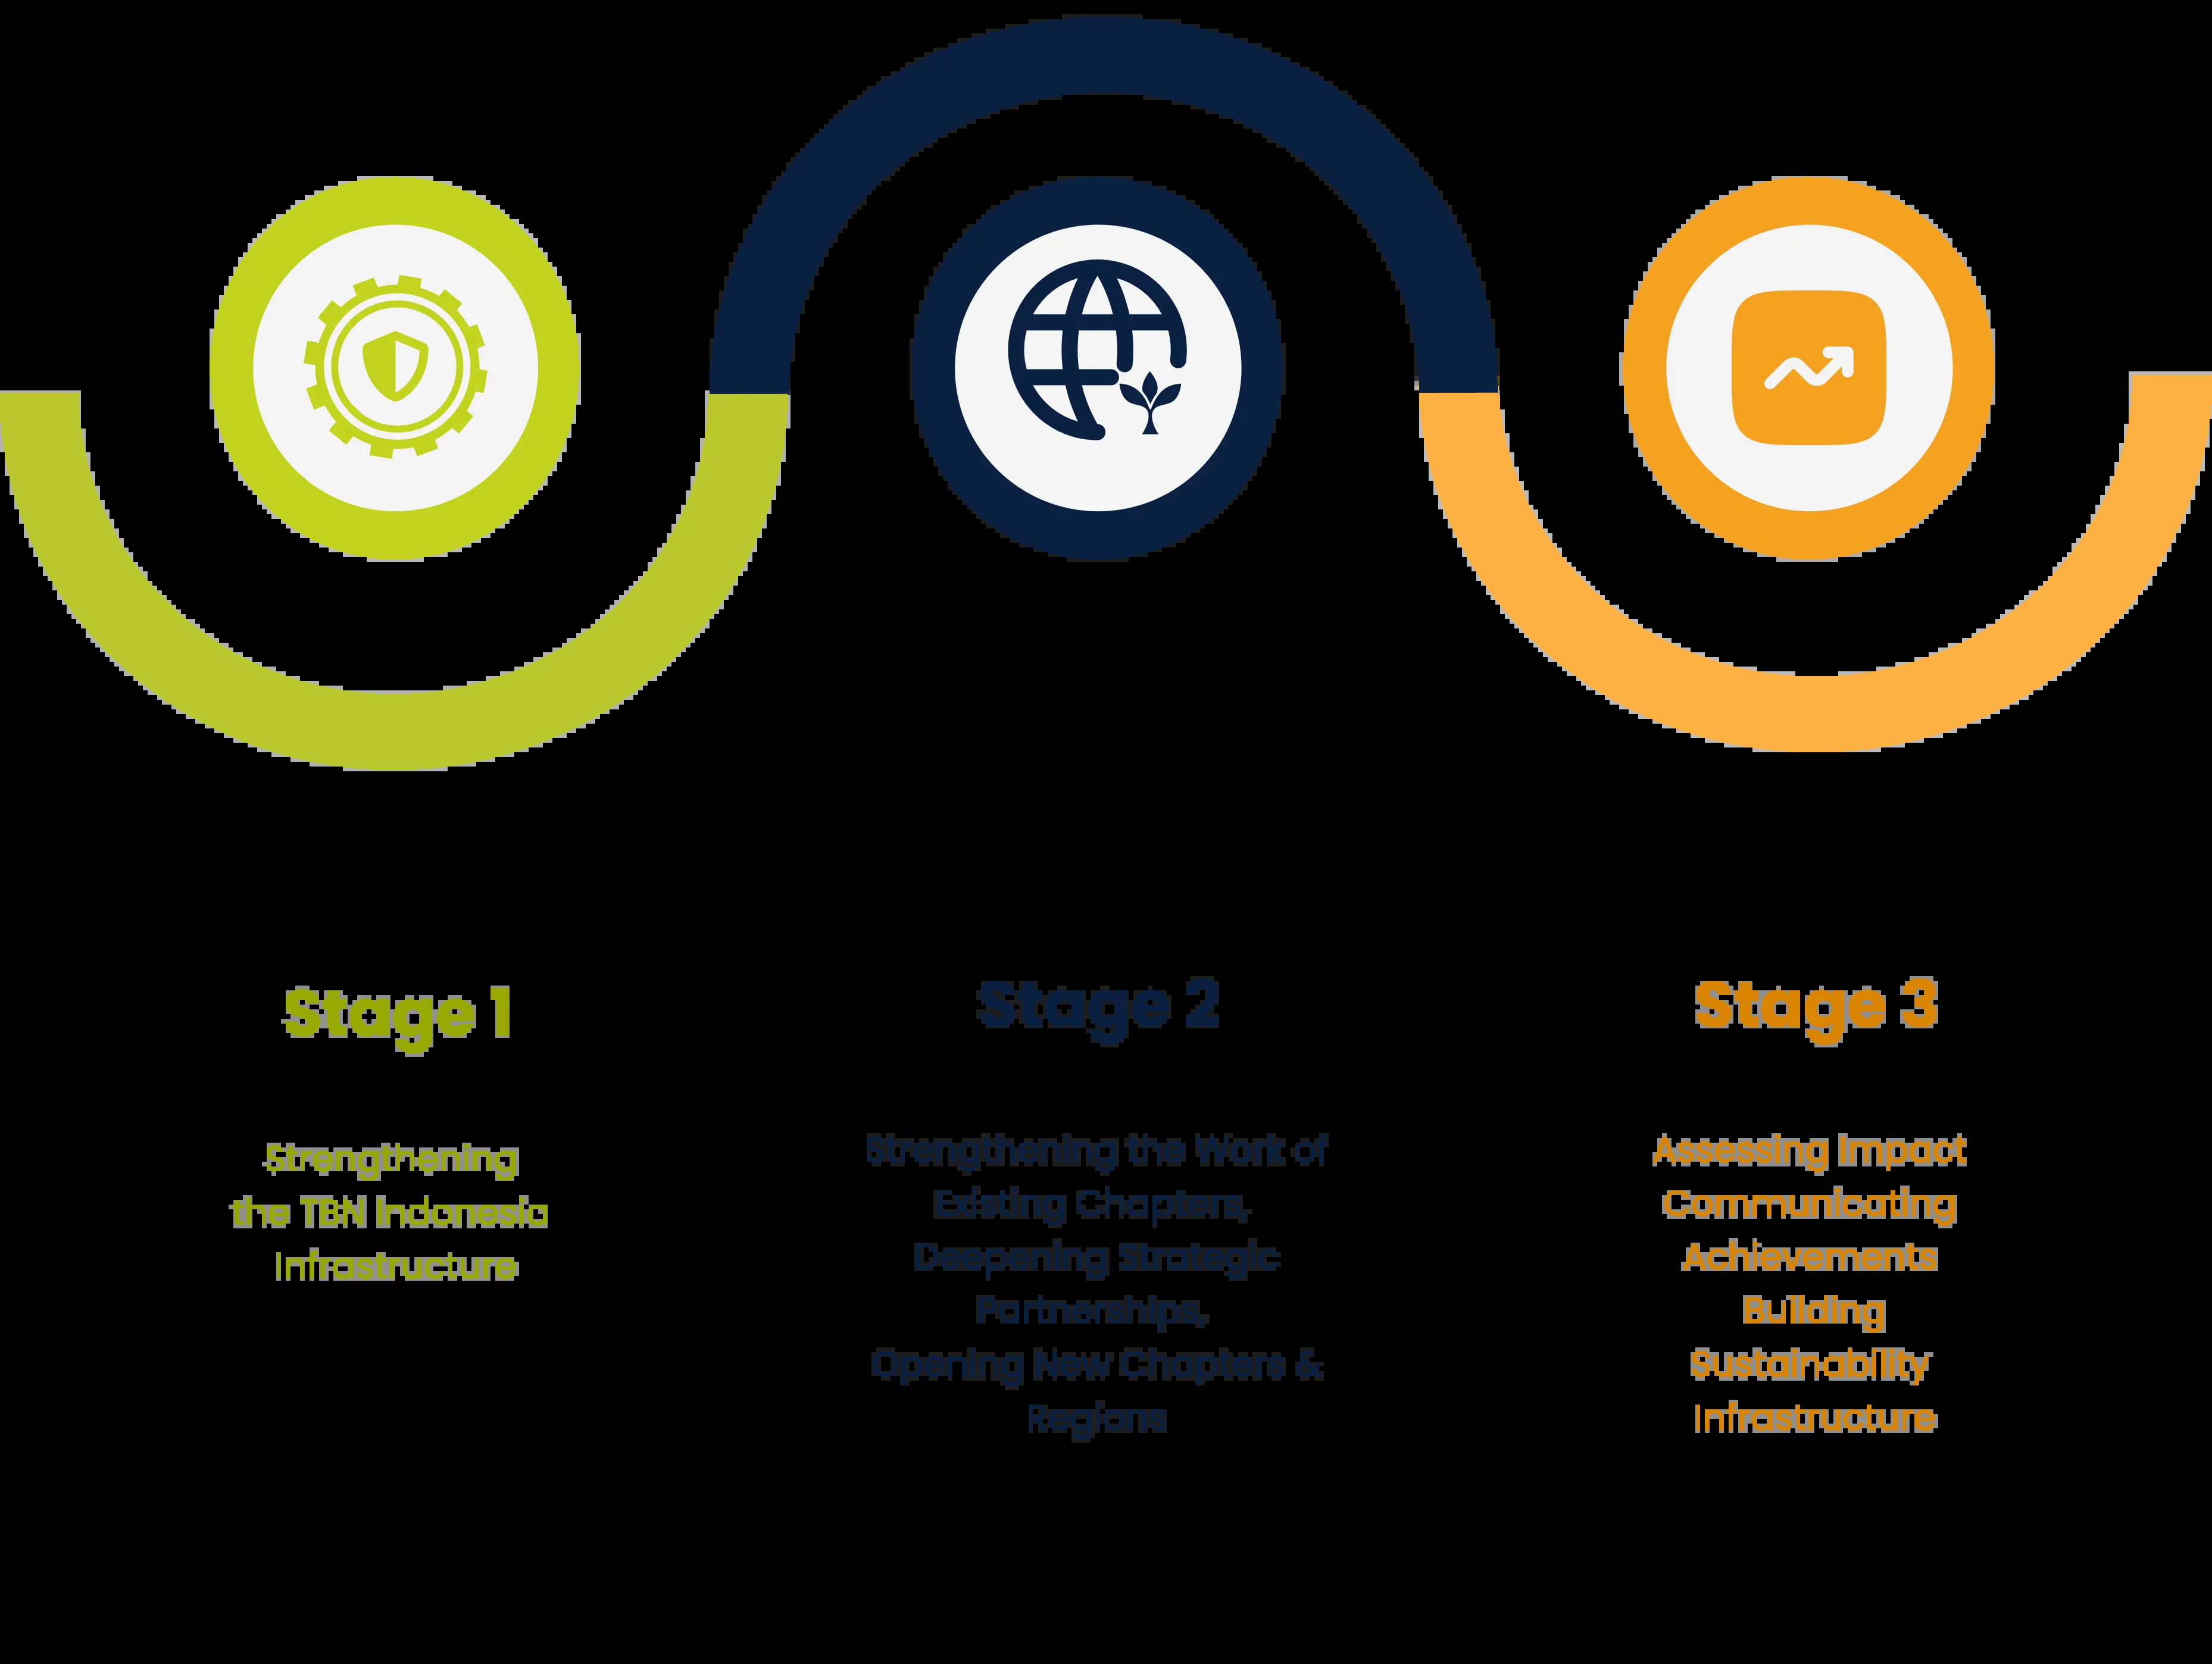 Stage 1
Strengthening
the TBN Indonesia
Infrastructure
Stage 2
Strengthening the Work of
Existing Chapters,
Deepening Strategic
Partnerships,
Opening New Chapters &
Regions
Stage 3
Assessing Impact
Communicating
Achievements
Building
Sustainability
Infrastructure